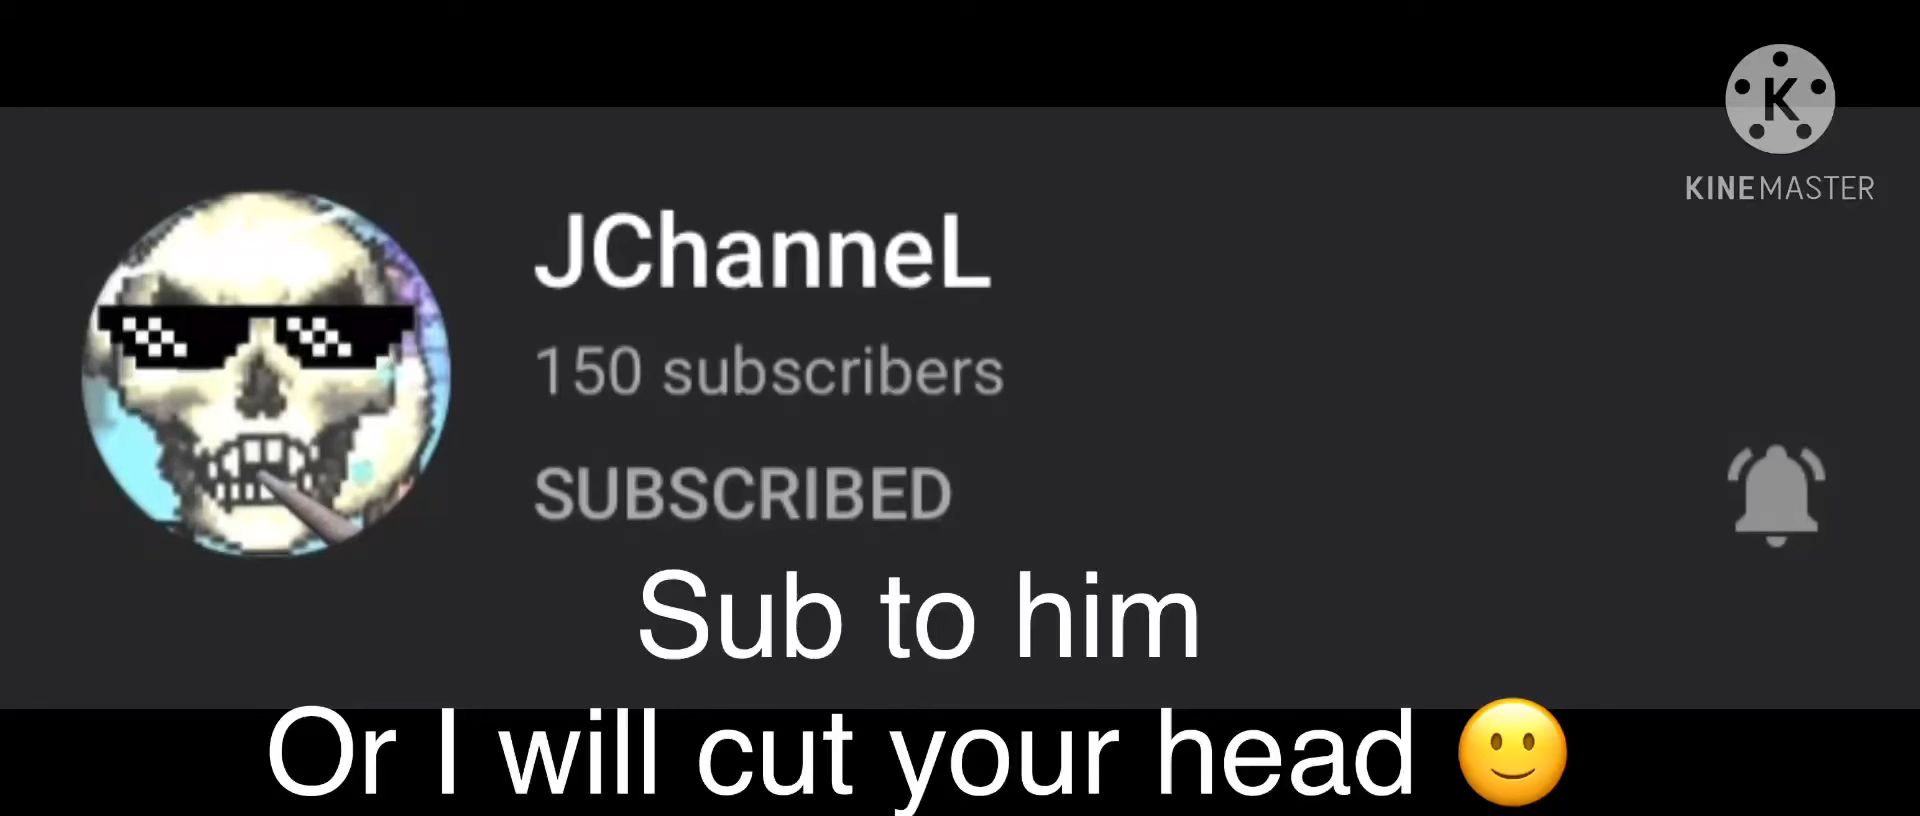 K
KINEMASTER
JChanneL
150 subscribers
SUBSCRIBED
Sub to him
Or I will cut your head 🙂